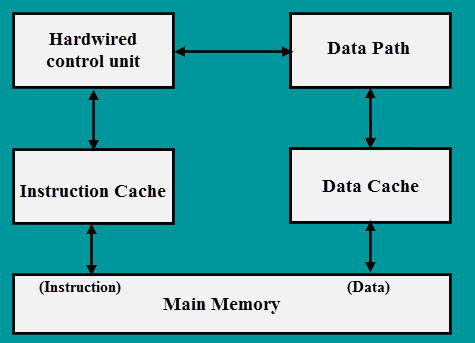 Hardwired
control unit
Data Path
Instruction Cache
Data Cache
(Instruction)
(Data)
Main Memory